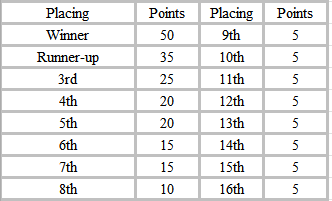 Placing Points Placing Points
Winner 50 9th 5
Runner-up 35 10th 5
3rd 25 11th 5
4th 20 12th 5
5th 20 13th 5
6th 15 14th 5
7th 15 15th 5
8th 10 16th 5